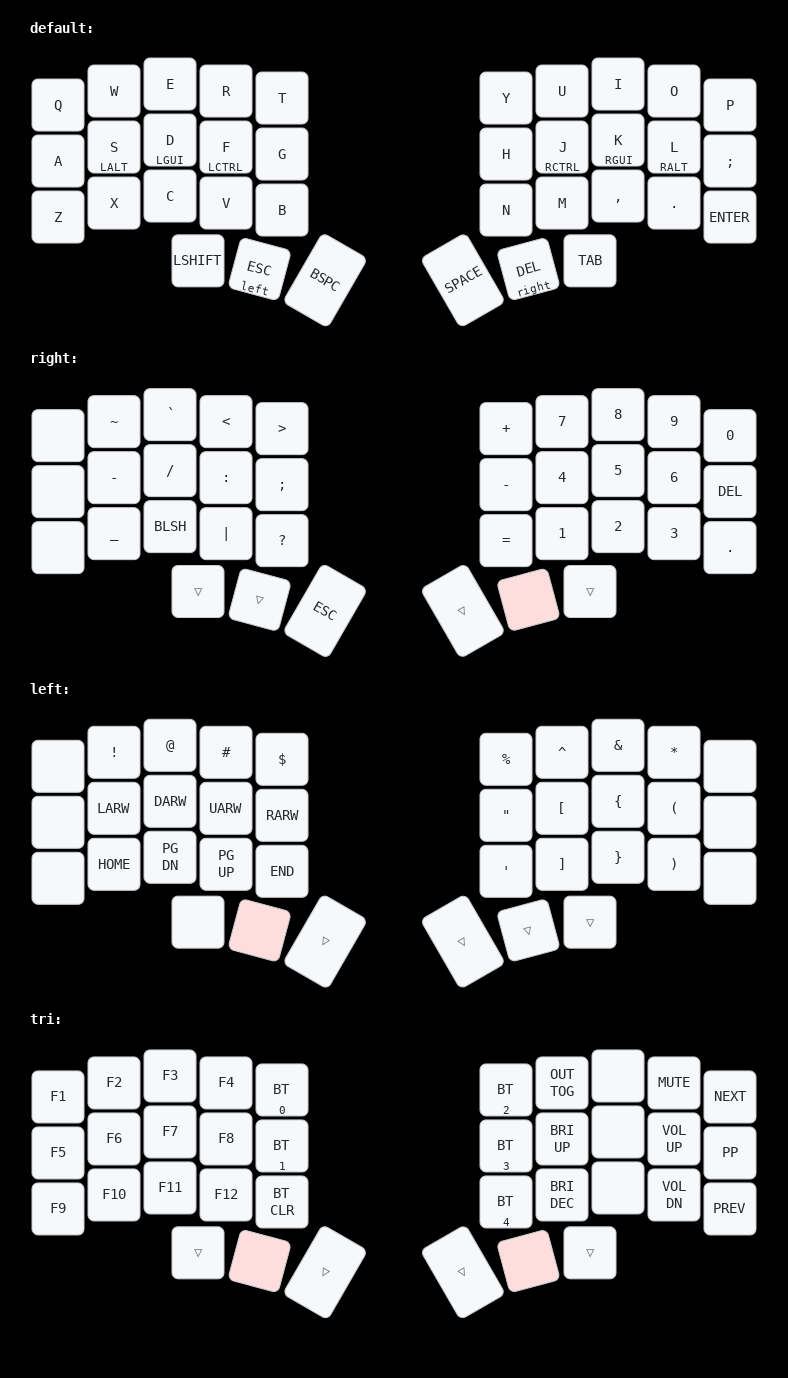 default:
Q W E R T Y U I O P
A S D F G H J K L ;
LALT LGUI LCTRL RCTRL RGUI RALT
Z X C V B N M , . ENTER
LSHIFT ESC BSPC SPACE DEL TAB
left right
right:
~ ` < > + 7 8 9 0
- / : ; - 4 5 6 DEL
_ BLSH | ? = 1 2 3 .
▽ ▽ ESC ◁ ▽
left:
! @ # $ % ^ & *
LARW DARW UARW RARW " [ { (
HOME PG DN PG UP END ' ] } )
▷ ◁ ▽ ▽
tri:
F1 F2 F3 F4 BT 0 BT 2 OUT TOG MUTE NEXT
F5 F6 F7 F8 BT 1 BT 3 BRI UP VOL UP PP
F9 F10 F11 F12 BT CLR BT 4 BRI DEC VOL DN PREV
▽ ▷ ◁ ▽